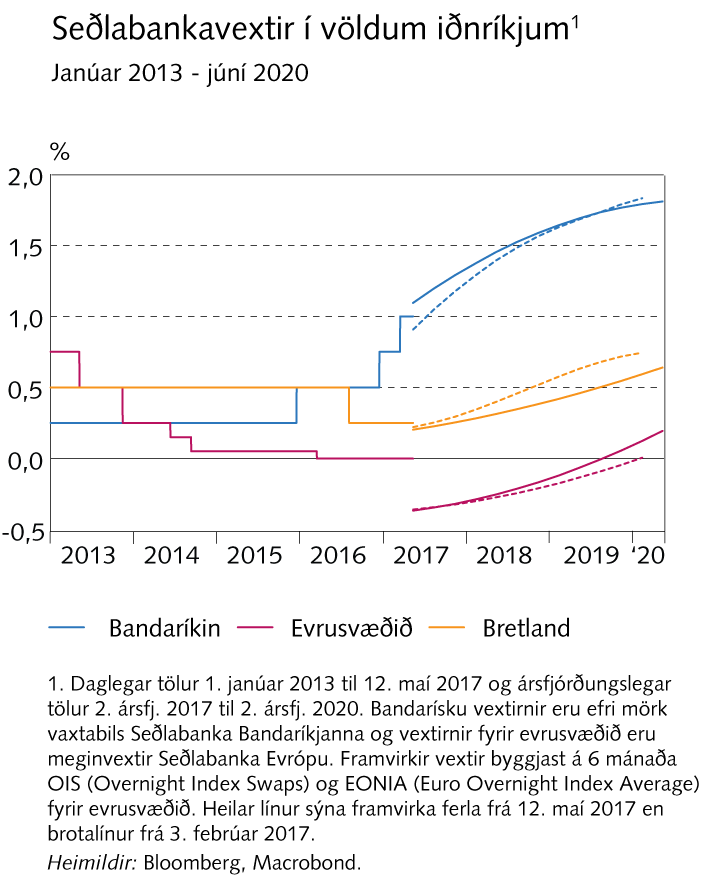 Seðlabankavextir í völdum iðnríkjum¹
Janúar 2013 - júní 2020
%
2,0
1,5
1,0
0,5
0,0
-0,5
2013 2014 2015 2016 2017 2018 2019 ‘20
Bandaríkin Evrusvæðið Bretland
1. Daglegar tölur 1. janúar 2013 til 12. maí 2017 og ársfjórðungslegar
tölur 2. ársfj. 2017 til 2. ársfj. 2020. Bandarísku vextirnir eru efri mörk
vaxtabils Seðlabanka Bandaríkjanna og vextirnir fyrir evrusvæðið eru
meginvextir Seðlabanka Evrópu. Framvirkir vextir byggjast á 6 mánaða
OIS (Overnight Index Swaps) og EONIA (Euro Overnight Index Average)
fyrir evrusvæðið. Heilar línur sýna framvirka ferla frá 12. maí 2017 en
brotalínur frá 3. febrúar 2017.
Heimildir: Bloomberg, Macrobond.